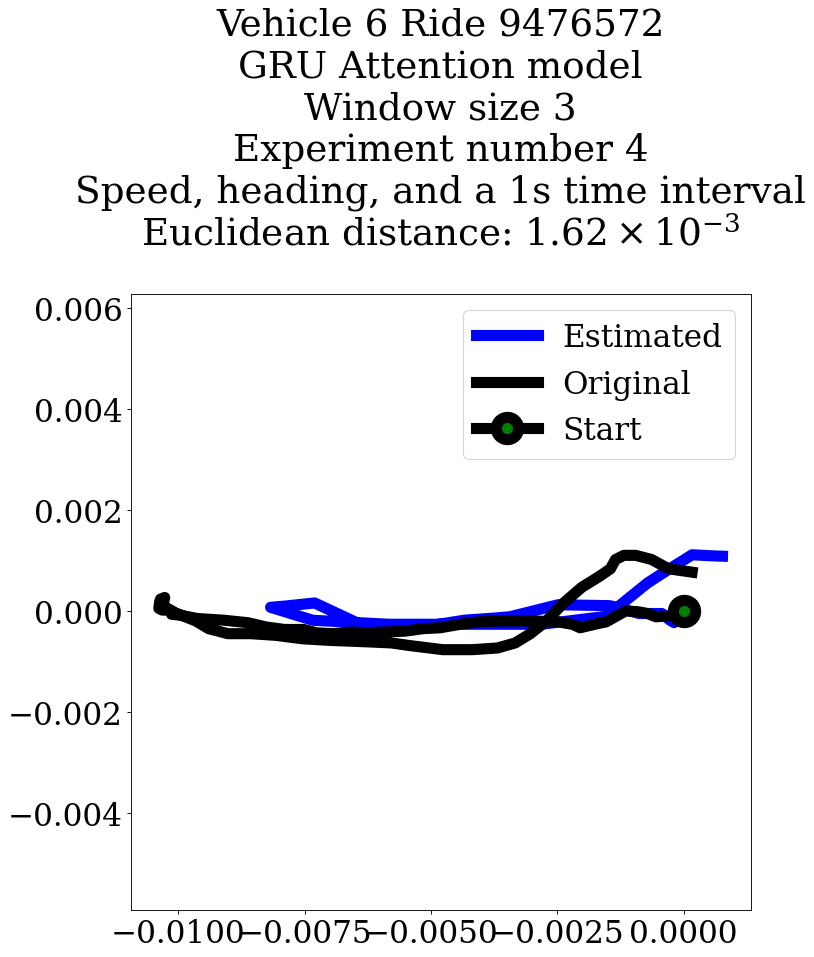 Vehicle 6 Ride 9476572
GRU Attention model
Window size 3
Experiment number 4
Speed, heading, and a 1s time interval
Euclidean distance: 1.62 × 10⁻³
Estimated
Original
Start
0.006
0.004
0.002
0.000
−0.002
−0.004
−0.0100 −0.0075 −0.0050 −0.0025 0.0000